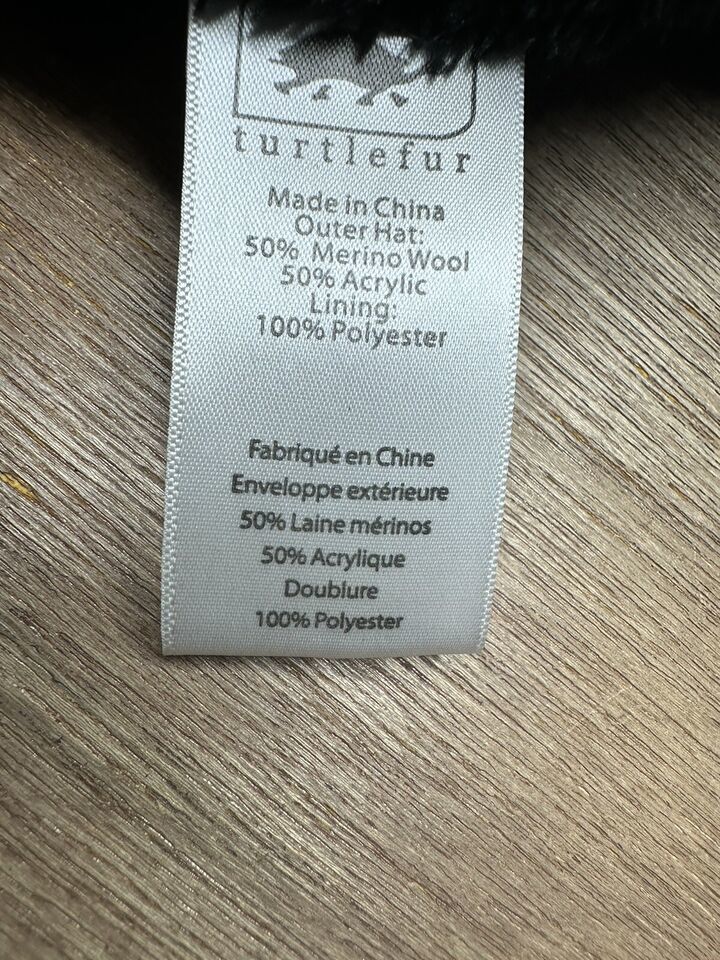 turtlefur
Made in China
Outer Hat:
50% Merino Wool
50% Acrylic
Lining:
100% Polyester
Fabriqué en Chine
Enveloppe extérieure
50% Laine mérinos
50% Acrylique
Doublure
100% Polyester